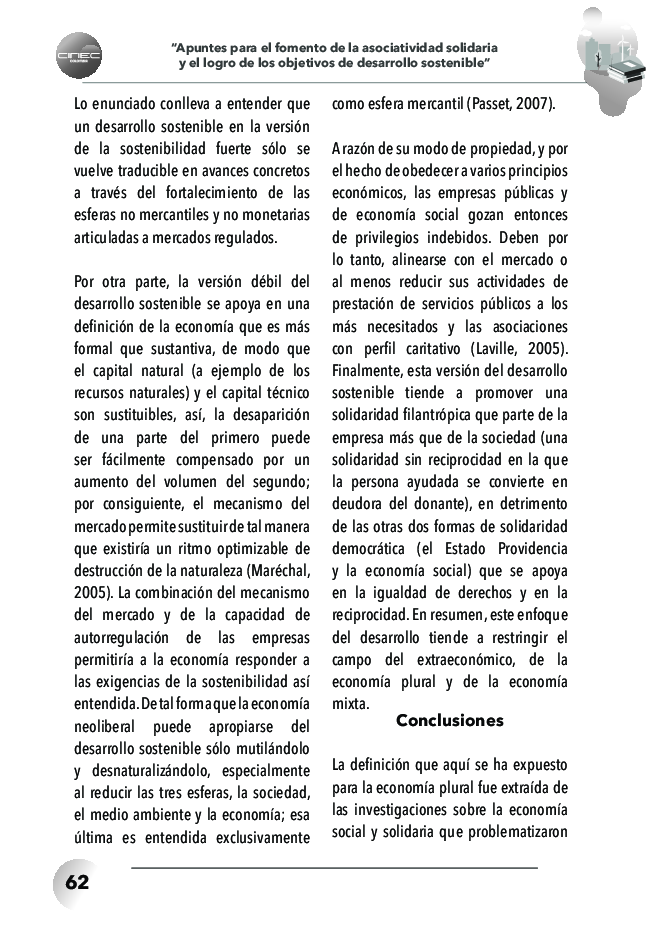 CINEC
COLOMBIA
“Apuntes para el fomento de la asociatividad solidaria
y el logro de los objetivos de desarrollo sostenible”
Lo enunciado conlleva a entender que
un desarrollo sostenible en la versión
de la sostenibilidad fuerte sólo se
vuelve traducible en avances concretos
a través del fortalecimiento de las
esferas no mercantiles y no monetarias
articuladas a mercados regulados.
Por otra parte, la versión débil del
desarrollo sostenible se apoya en una
definición de la economía que es más
formal que sustantiva, de modo que
el capital natural (a ejemplo de los
recursos naturales) y el capital técnico
son sustituibles, así, la desaparición
de una parte del primero puede
ser fácilmente compensado por un
aumento del volumen del segundo;
por consiguiente, el mecanismo del
mercado permite sustituir de tal manera
que existiría un ritmo optimizable de
destrucción de la naturaleza (Maréchal,
2005). La combinación del mecanismo
del mercado y de la capacidad de
autorregulación de las empresas
permitiría a la economía responder a
las exigencias de la sostenibilidad así
entendida. De tal forma que la economía
neoliberal puede apropiarse del
desarrollo sostenible sólo mutilándolo
y desnaturalizándolo, especialmente
al reducir las tres esferas, la sociedad,
el medio ambiente y la economía; esa
última es entendida exclusivamente
como esfera mercantil (Passet, 2007).
A razón de su modo de propiedad, y por
el hecho de obedecer a varios principios
económicos, las empresas públicas y
de economía social gozan entonces
de privilegios indebidos. Deben por
lo tanto, alinearse con el mercado o
al menos reducir sus actividades de
prestación de servicios públicos a los
más necesitados y las asociaciones
con perfil caritativo (Laville, 2005).
Finalmente, esta versión del desarrollo
sostenible tiende a promover una
solidaridad filantrópica que parte de la
empresa más que de la sociedad (una
solidaridad sin reciprocidad en la que
la persona ayudada se convierte en
deudora del donante), en detrimento
de las otras dos formas de solidaridad
democrática (el Estado Providencia
y la economía social) que se apoya
en la igualdad de derechos y en la
reciprocidad. En resumen, este enfoque
del desarrollo tiende a restringir el
campo del extraeconómico, de la
economía plural y de la economía
mixta.
Conclusiones
La definición que aquí se ha expuesto
para la economía plural fue extraída de
las investigaciones sobre la economía
social y solidaria que problematizaron
62